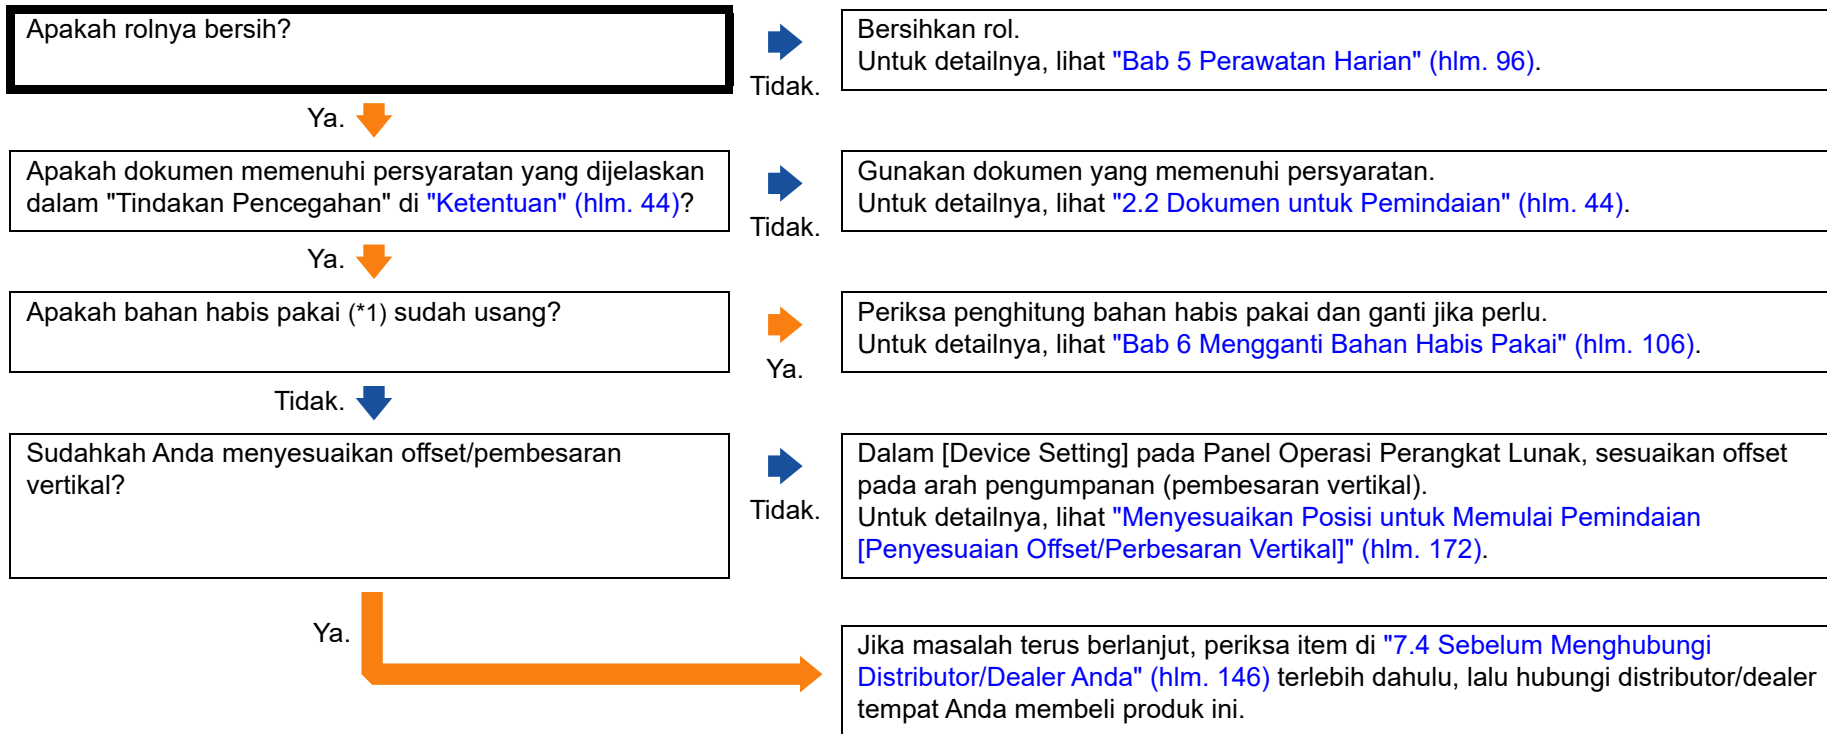 Apakah rolnya bersih?
Tidak.
Bersihkan rol.
Untuk detailnya, lihat "Bab 5 Perawatan Harian" (hlm. 96).
Ya.
Apakah dokumen memenuhi persyaratan yang dijelaskan
dalam "Tindakan Pencegahan" di "Ketentuan" (hlm. 44)?
Tidak.
Gunakan dokumen yang memenuhi persyaratan.
Untuk detailnya, lihat "2.2 Dokumen untuk Pemindaian" (hlm. 44).
Ya.
Apakah bahan habis pakai (*1) sudah usang?
Ya.
Periksa penghitung bahan habis pakai dan ganti jika perlu.
Untuk detailnya, lihat "Bab 6 Mengganti Bahan Habis Pakai" (hlm. 106).
Tidak.
Sudahkah Anda menyesuaikan offset/pembesaran
vertikal?
Tidak.
Dalam [Device Setting] pada Panel Operasi Perangkat Lunak, sesuaikan offset
pada arah pengumpanan (pembesaran vertikal).
Untuk detailnya, lihat "Menyesuaikan Posisi untuk Memulai Pemindaian
[Penyesuaian Offset/Perbesaran Vertikal]" (hlm. 172).
Ya.
Jika masalah terus berlanjut, periksa item di "7.4 Sebelum Menghubungi
Distributor/Dealer Anda" (hlm. 146) terlebih dahulu, lalu hubungi distributor/dealer
tempat Anda membeli produk ini.